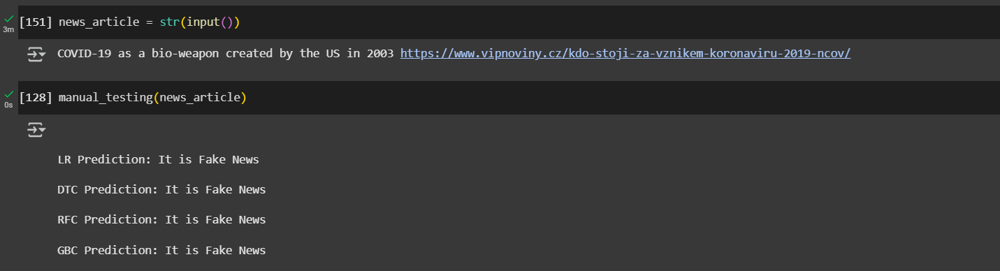 [151] news_article = str(input())
3m
COVID-19 as a bio-weapon created by the US in 2003 https://www.vipnoviny.cz/kdo-stoji-za-vznikem-koronaviru-2019-ncov/
[128] manual_testing(news_article)
0s
LR Prediction: It is Fake News
DTC Prediction: It is Fake News
RFC Prediction: It is Fake News
GBC Prediction: It is Fake News